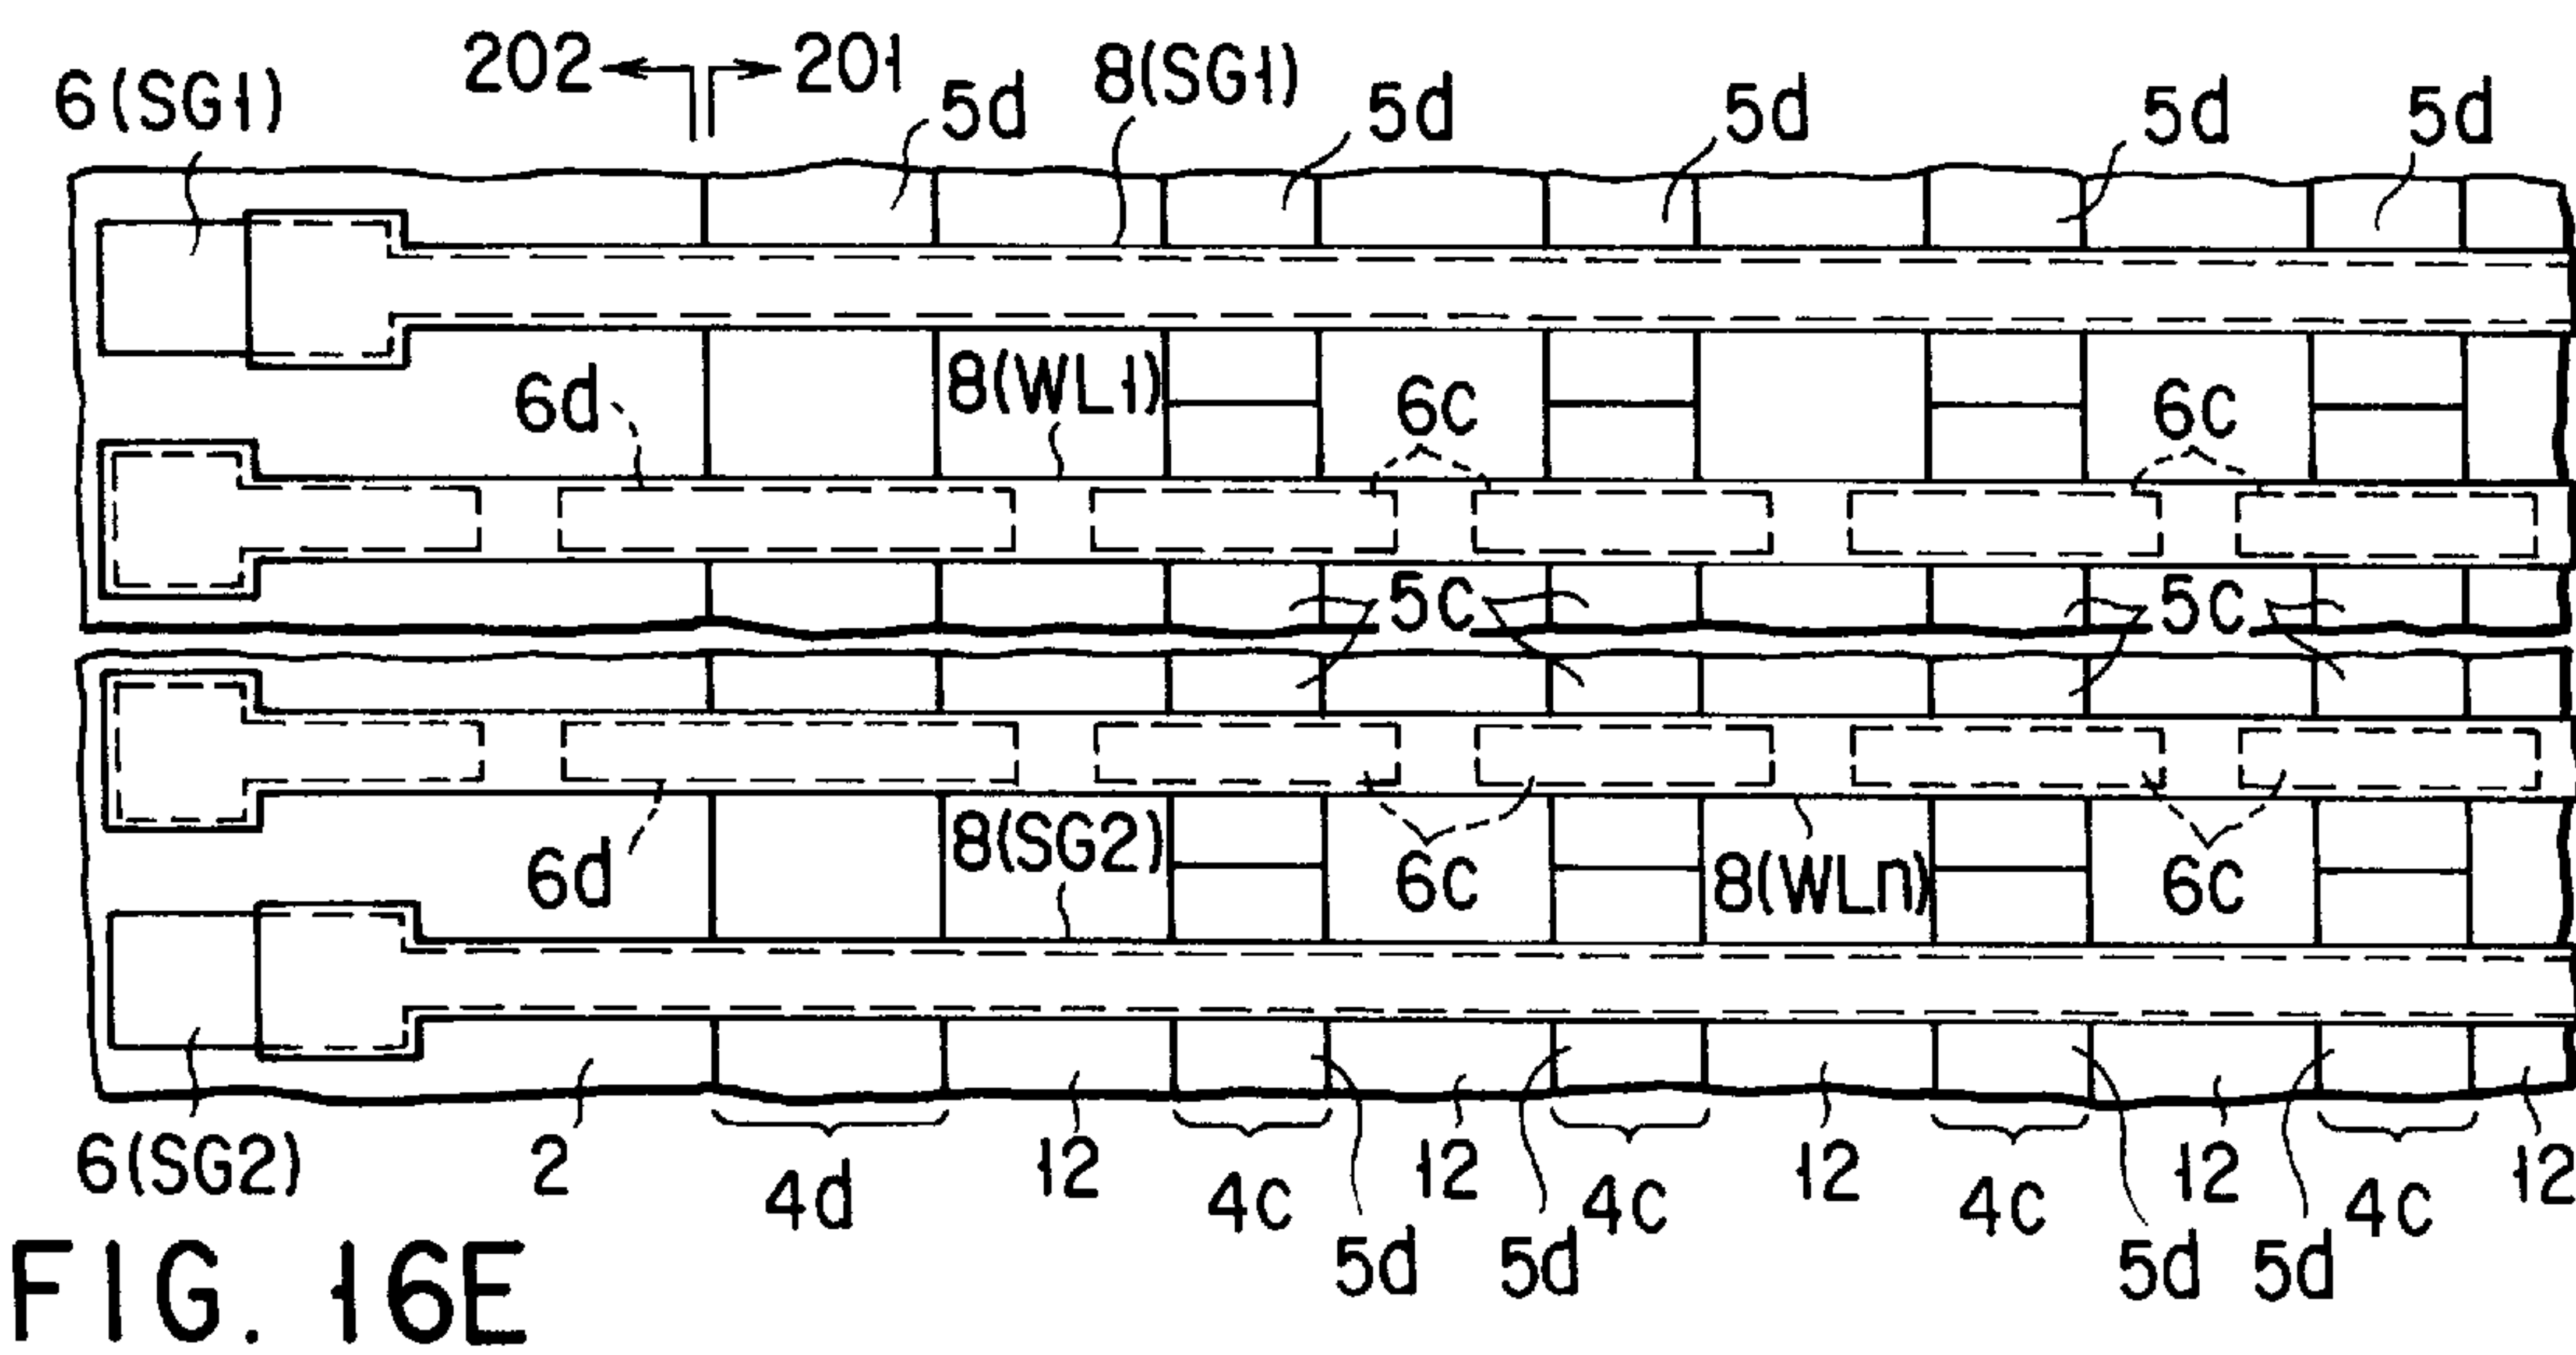 202 201
6(SG1) 5d 8(SG1) 5d 5d 5d 5d
6d 8(WL1) 6c 6c
5c 5c
6d 8(SG2) 6c 8(WLn) 6c
6(SG2) 2 4d 12 4c 12 4c 12 4c 12 4c 12
5d 5d 5d 5d
FIG. 16E